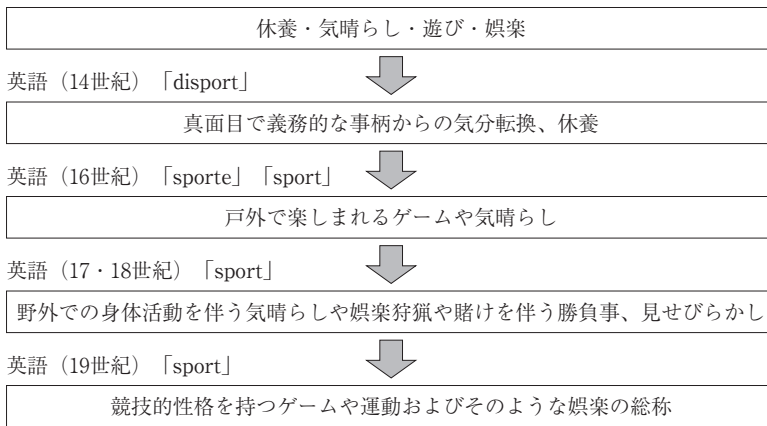 休養・気晴らし・遊び・娯楽
英語（14世紀）「disport」
真面目で義務的な事柄からの気分転換、休養
英語（16世紀）「sporte」「sport」
戸外で楽しまれるゲームや気晴らし
英語（17・18世紀）「sport」
野外での身体活動を伴う気晴らしや娯楽狩猟や賭けを伴う勝負事、見せびらかし
英語（19世紀）「sport」
競技的性格を持つゲームや運動およびそのような娯楽の総称